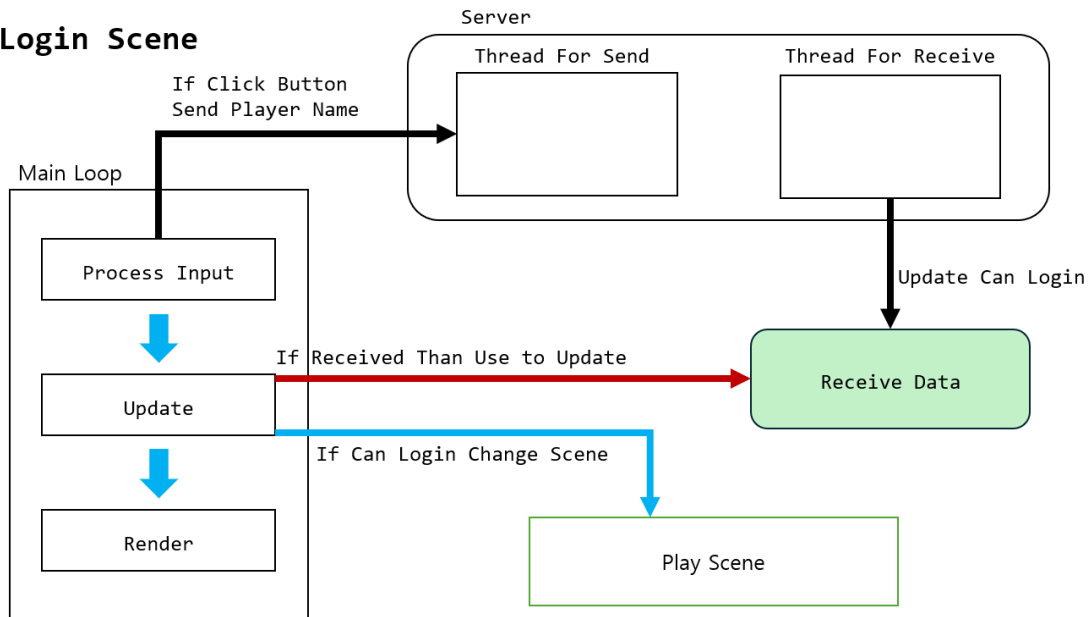 Login Scene
Server
Thread For Send
Thread For Receive
If Click Button
Send Player Name
Main Loop
Process Input
Update Can Login
If Received Than Use to Update
Receive Data
Update
If Can Login Change Scene
Render
Play Scene